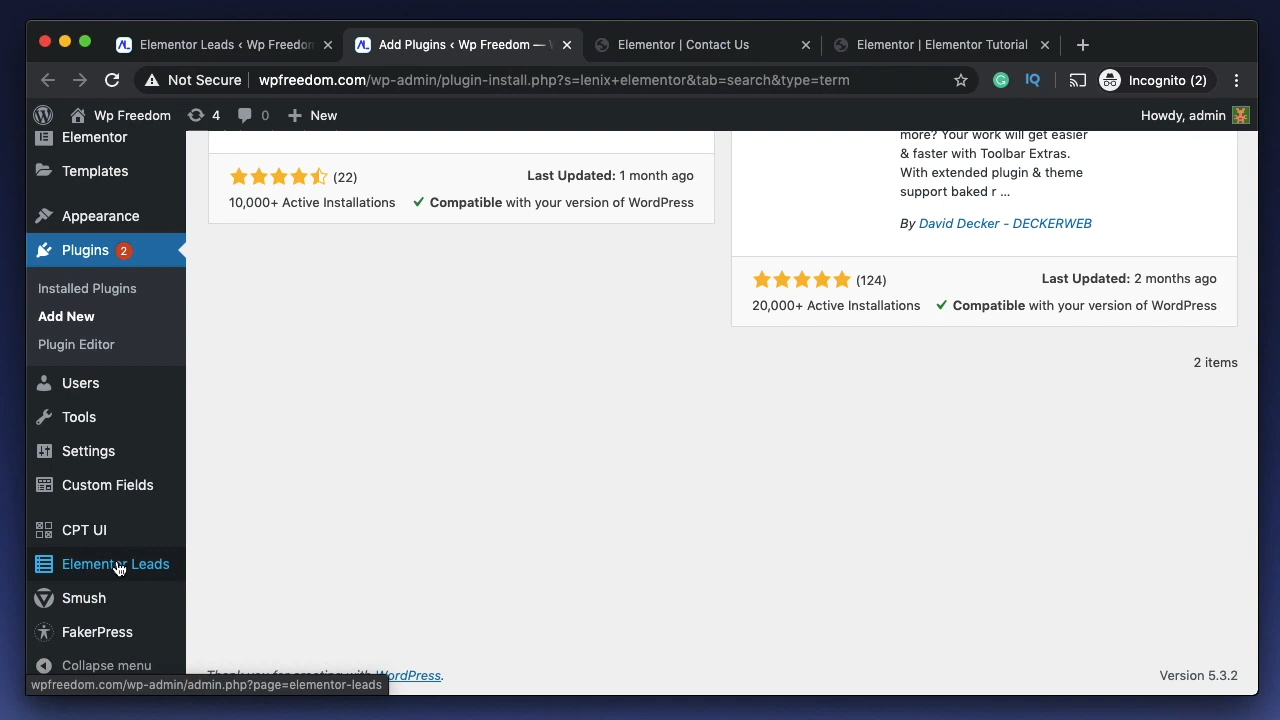 Elementor Leads ‹ Wp Freedom
Add Plugins ‹ Wp Freedom —
Elementor | Contact Us
Elementor | Elementor Tutorial
Not Secure
wpfreedom.com/wp-admin/plugin-install.php?s=lenix+elementor&tab=search&type=term
IQ
Incognito (2)
Wp Freedom
4
0
New
Howdy, admin
Elementor
Templates
Appearance
Plugins 2
Installed Plugins
Add New
Plugin Editor
Users
Tools
Settings
Custom Fields
CPT UI
Elementor Leads
Smush
FakerPress
Collapse menu
(22)
Last Updated: 1 month ago
10,000+ Active Installations
Compatible with your version of WordPress
more? Your work will get easier
& faster with Toolbar Extras.
With extended plugin & theme
support baked r ...
By David Decker - DECKERWEB
(124)
Last Updated: 2 months ago
20,000+ Active Installations
Compatible with your version of WordPress
2 items
Thank you for creating with WordPress.
Version 5.3.2
wpfreedom.com/wp-admin/admin.php?page=elementor-leads